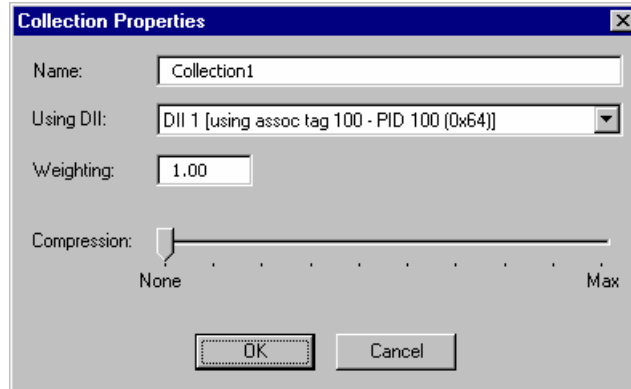 Collection Properties
Name: Collection1
Using DII: DII 1 [using assoc tag 100 - PID 100 (0x64)]
Weighting: 1.00
Compression:
None Max
OK Cancel